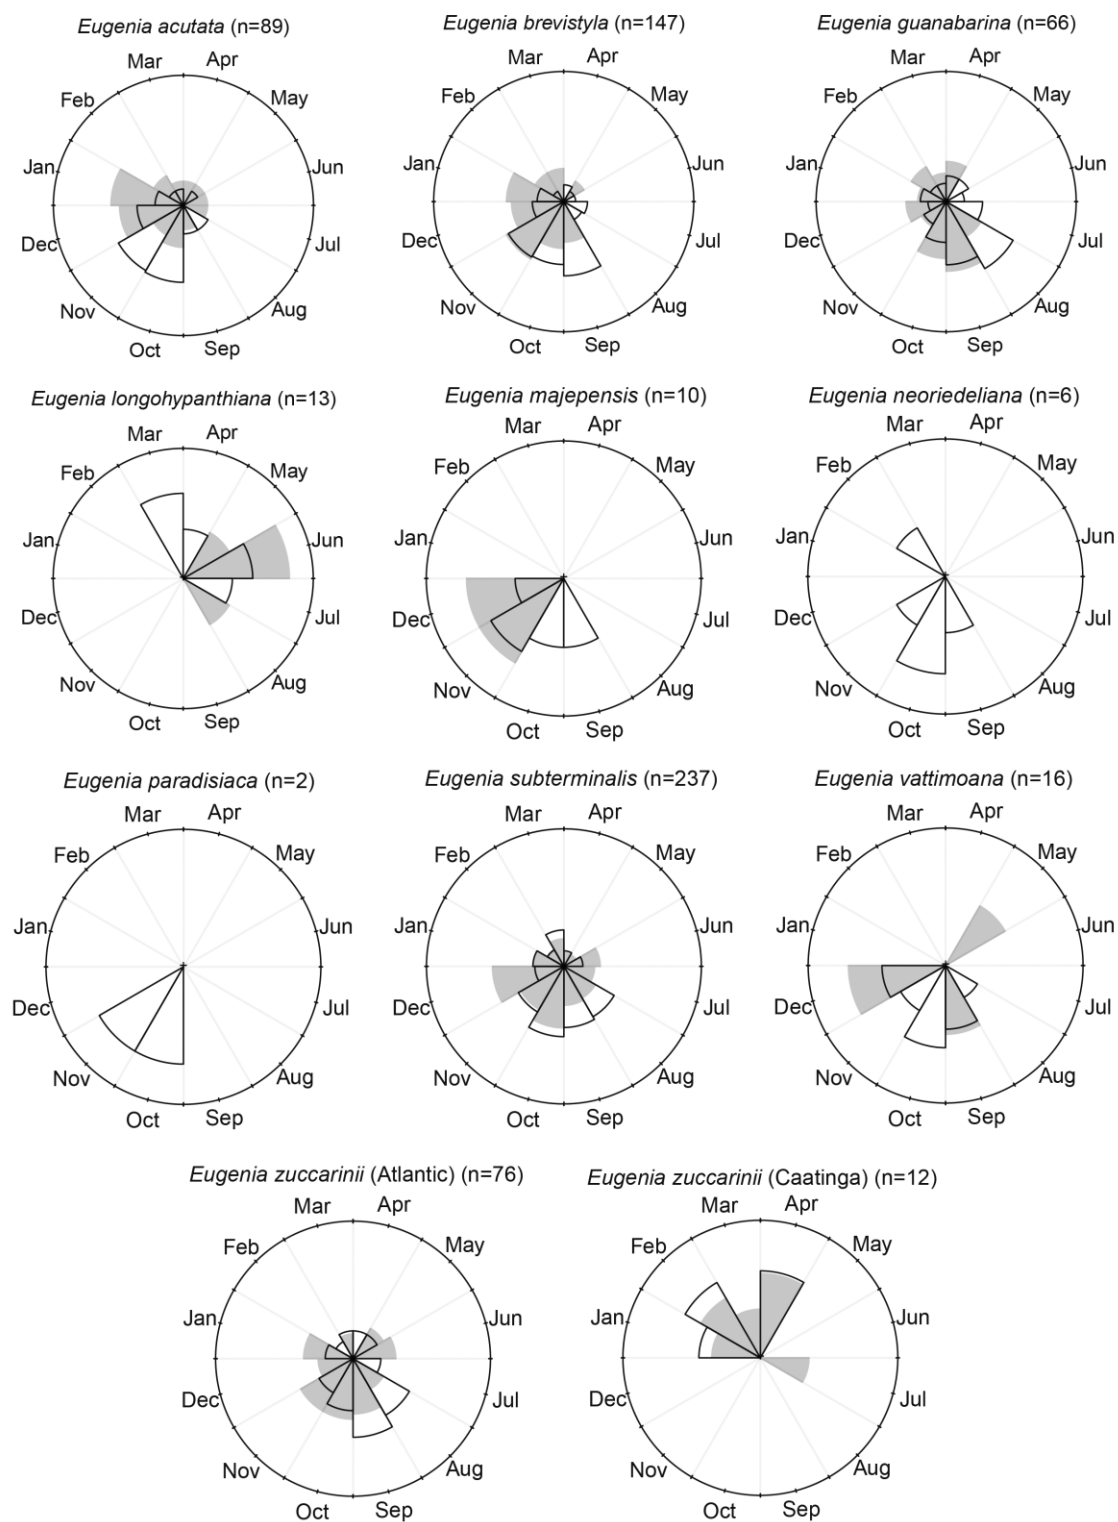 Eugenia acutata (n=89)
Mar Apr
Feb May
Jan Jun
Dec Jul
Nov Aug
Oct Sep
Eugenia brevistyla (n=147)
Mar Apr
Feb May
Jan Jun
Dec Jul
Nov Aug
Oct Sep
Eugenia guanabarina (n=66)
Mar Apr
Feb May
Jan Jun
Dec Jul
Nov Aug
Oct Sep
Eugenia longohypanthiana (n=13)
Mar Apr
Feb May
Jan Jun
Dec Jul
Nov Aug
Oct Sep
Eugenia majepensis (n=10)
Mar Apr
Feb May
Jan Jun
Dec Jul
Nov Aug
Oct Sep
Eugenia neoriedeliana (n=6)
Mar Apr
Feb May
Jan Jun
Dec Jul
Nov Aug
Oct Sep
Eugenia paradisiaca (n=2)
Mar Apr
Feb May
Jan Jun
Dec Jul
Nov Aug
Oct Sep
Eugenia subterminalis (n=237)
Mar Apr
Feb May
Jan Jun
Dec Jul
Nov Aug
Oct Sep
Eugenia vattimoana (n=16)
Mar Apr
Feb May
Jan Jun
Dec Jul
Nov Aug
Oct Sep
Eugenia zuccarinii (Atlantic) (n=76)
Mar Apr
Feb May
Jan Jun
Dec Jul
Nov Aug
Oct Sep
Eugenia zuccarinii (Caatinga) (n=12)
Mar Apr
Feb May
Jan Jun
Dec Jul
Nov Aug
Oct Sep